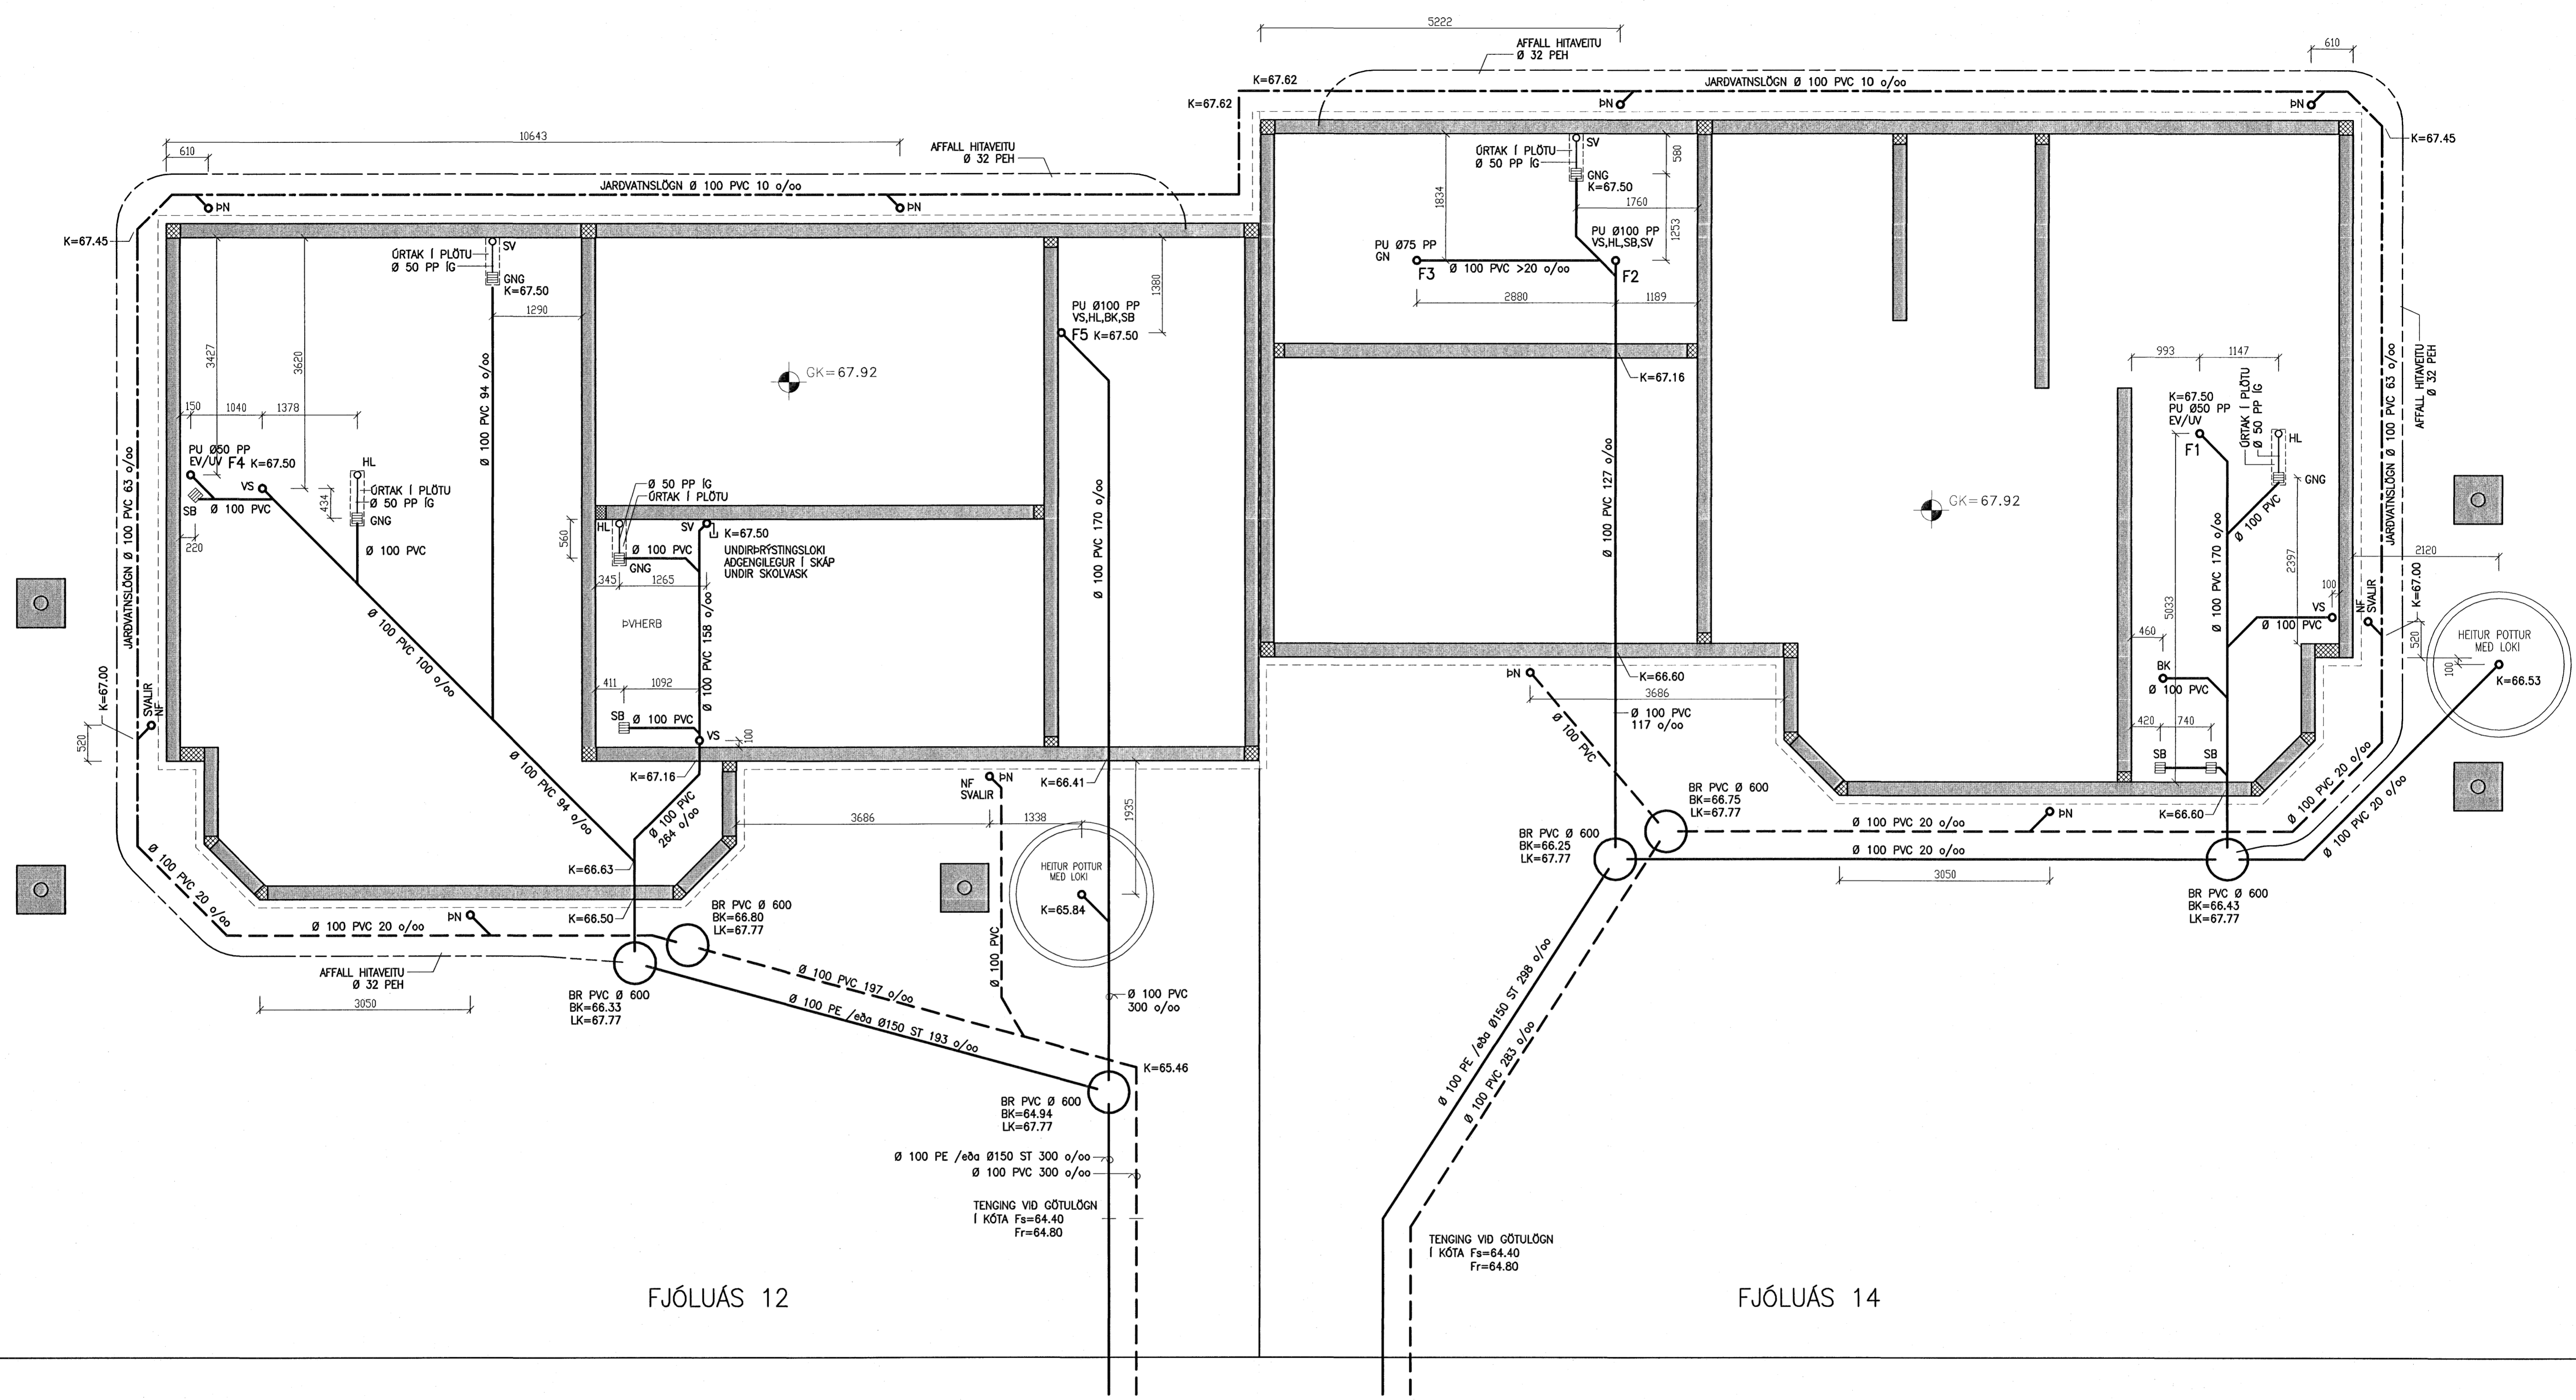 5222
AFFALL HITAVEITU
Ø 32 PEH
610
K=67.62
JARÐVATNSLÖGN Ø 100 PVC 10 o/oo
K=67.62
ÞN
ÞN
K=67.45
10643
610
AFFALL HITAVEITU
Ø 32 PEH
JARÐVATNSLÖGN Ø 100 PVC 10 o/oo
ÞN
ÞN
K=67.45
ÚRTAK Í PLÖTU
Ø 50 PP ÍG
SV
GNG
K=67.50
1290
3427
3620
150
1040
1378
PU Ø50 PP
EV/UV F4 K=67.50
VS
SB
Ø 100 PVC
220
HL
ÚRTAK Í PLÖTU
Ø 50 PP ÍG
GNG
434
Ø 100 PVC
Ø 100 PVC 94 o/oo
Ø 100 PVC 100 o/oo
Ø 100 PVC 94 o/oo
JARÐVATNSLÖGN Ø 100 PVC 63 o/oo
K=67.00
SVALIR
NF
520
GK=67.92
PU Ø100 PP
VS,HL,BK,SB
F5 K=67.50
1380
Ø 100 PVC 170 o/oo
Ø 50 PP ÍG
ÚRTAK Í PLÖTU
HL
SV
K=67.50
560
Ø 100 PVC
GNG
UNDIRÞRÝSTINGSLOKI
AÐGENGILEGUR Í SKÁP
UNDIR SKOLVASK
345
1265
ÞVHERB
Ø 100 PVC 158 o/oo
411
1092
SB
Ø 100 PVC
VS
100
K=67.16
Ø 100 PVC
264 o/oo
K=66.63
K=66.50
NF
SVALIR
ÞN
K=66.41
3686
1338
1935
HEITUR POTTUR
MEÐ LOKI
K=65.84
Ø 100 PVC 20 o/oo
ÞN
Ø 100 PVC 20 o/oo
AFFALL HITAVEITU
Ø 32 PEH
3050
BR PVC Ø 600
BK=66.80
LK=67.77
BR PVC Ø 600
BK=66.33
LK=67.77
Ø 100 PVC 197 o/oo
Ø 100 PE /eða Ø150 ST 193 o/oo
Ø 100 PVC
Ø 100 PVC
300 o/oo
K=65.46
BR PVC Ø 600
BK=64.94
LK=67.77
Ø 100 PE /eða Ø150 ST 300 o/oo
Ø 100 PVC 300 o/oo
TENGING VIÐ GÖTULÖGN
Í KÓTA Fs=64.40
Fr=64.80
FJÓLUÁS 12
ÚRTAK Í PLÖTU
Ø 50 PP ÍG
SV
GNG
K=67.50
580
1834
1760
1253
PU Ø75 PP
GN
F3
Ø 100 PVC >20 o/oo
PU Ø100 PP
VS,HL,SB,SV
F2
2880
1189
K=67.16
Ø 100 PVC 127 o/oo
K=66.60
ÞN
3686
Ø 100 PVC
Ø 100 PVC
117 o/oo
GK=67.92
993
1147
K=67.50
PU Ø50 PP
EV/UV
F1
ÚRTAK Í PLÖTU
Ø 50 PP ÍG
HL
GNG
Ø 100 PVC
Ø 100 PVC 170 o/oo
5033
2397
100
VS
Ø 100 PVC
460
BK
Ø 100 PVC
420
740
SB
SB
K=66.60
JARÐVATNSLÖGN Ø 100 PVC 63 o/oo
AFFALL HITAVEITU
Ø 32 PEH
2120
NF
SVALIR
K=67.00
520
HEITUR POTTUR
MEÐ LOKI
100
K=66.53
Ø 100 PVC 20 o/oo
Ø 100 PVC 20 o/oo
BR PVC Ø 600
BK=66.75
LK=67.77
BR PVC Ø 600
BK=66.25
LK=67.77
Ø 100 PVC 20 o/oo
ÞN
Ø 100 PVC 20 o/oo
3050
BR PVC Ø 600
BK=66.43
LK=67.77
Ø 100 PE /eða Ø150 ST 298 o/oo
Ø 100 PVC 283 o/oo
TENGING VIÐ GÖTULÖGN
Í KÓTA Fs=64.40
Fr=64.80
FJÓLUÁS 14